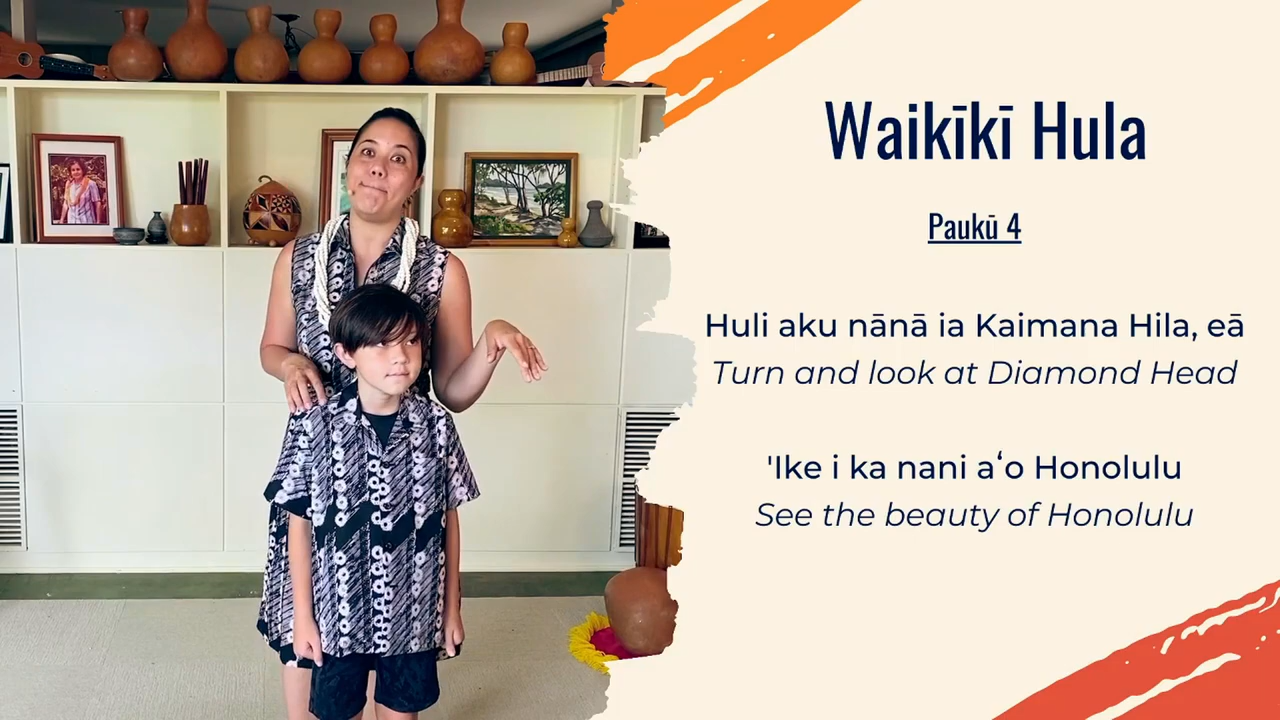 Waikīkī Hula
Paukū 4
Huli aku nānā ia Kaimana Hila, eā
Turn and look at Diamond Head
'Ike i ka nani aʻo Honolulu
See the beauty of Honolulu